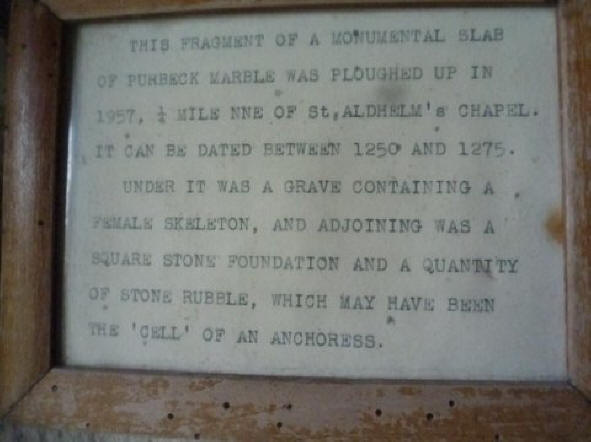 THIS FRAGMENT OF A MONUMENTAL SLAB
OF PURBECK MARBLE WAS PLOUGHED UP IN
1957, ½ MILE NNE OF St. ALDHELM's CHAPEL.
IT CAN BE DATED BETWEEN 1250 AND 1275.
UNDER IT WAS A GRAVE CONTAINING A
FEMALE SKELETON, AND ADJOINING WAS A
SQUARE STONE FOUNDATION AND A QUANTITY
OF STONE RUBBLE, WHICH MAY HAVE BEEN
THE 'CELL' OF AN ANCHORESS.